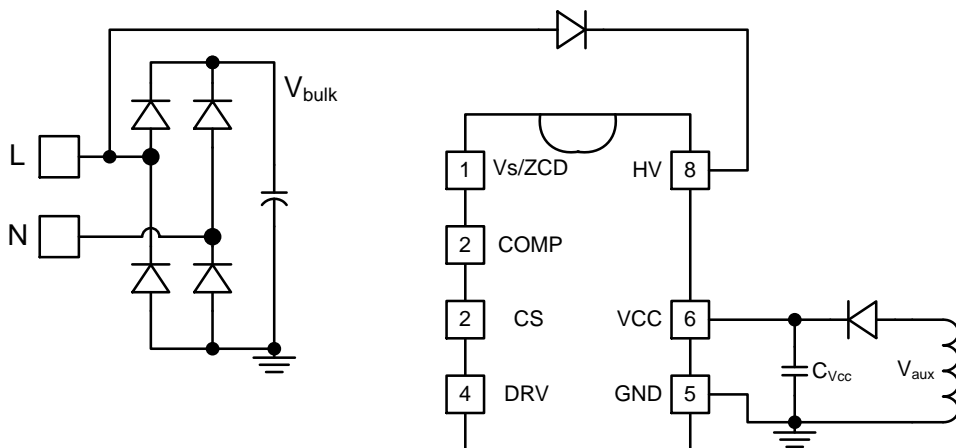 V_bulk
L
1 Vs/ZCD HV 8
N
2 COMP
2 CS VCC 6
C_Vcc V_aux
4 DRV GND 5